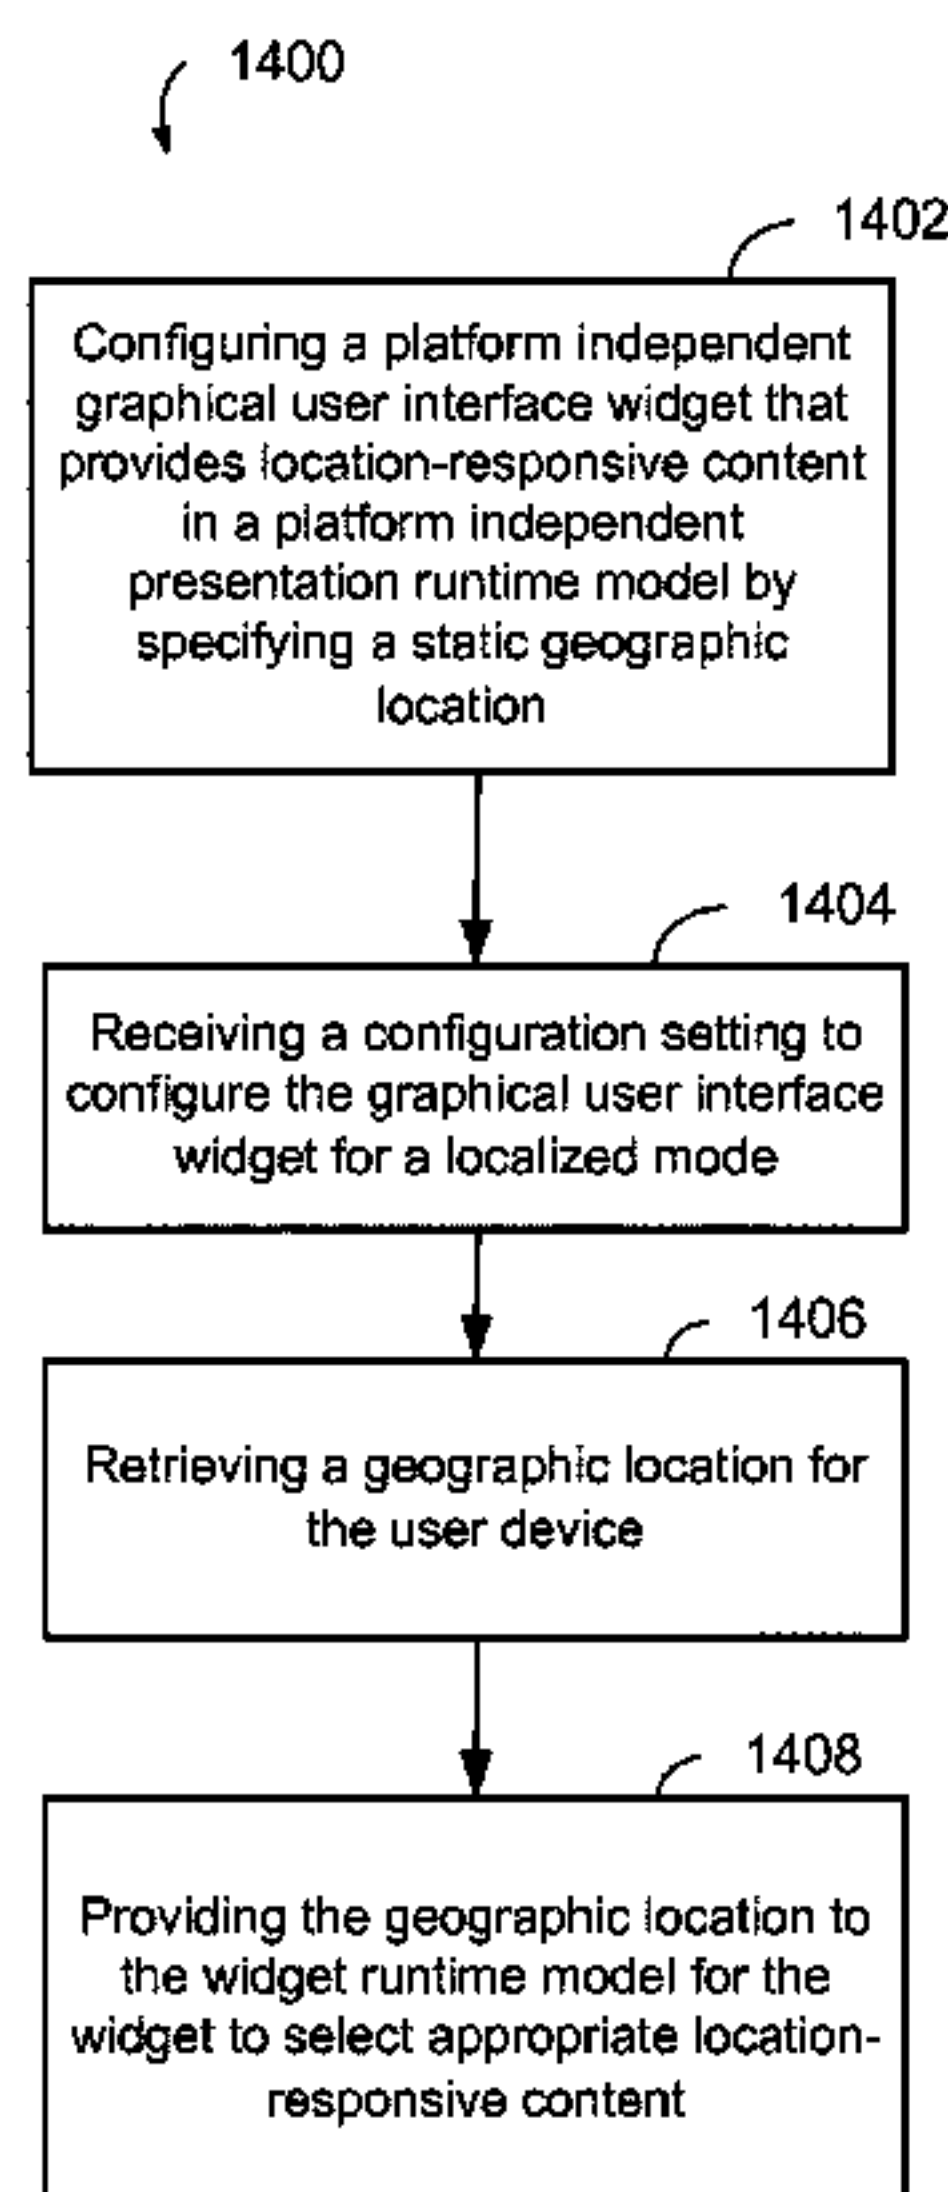 1400
1402
Configuring a platform independent
graphical user interface widget that
provides location-responsive content
in a platform independent
presentation runtime model by
specifying a static geographic
location
1404
Receiving a configuration setting to
configure the graphical user interface
widget for a localized mode
1406
Retrieving a geographic location for
the user device
1408
Providing the geographic location to
the widget runtime model for the
widget to select appropriate location-
responsive content